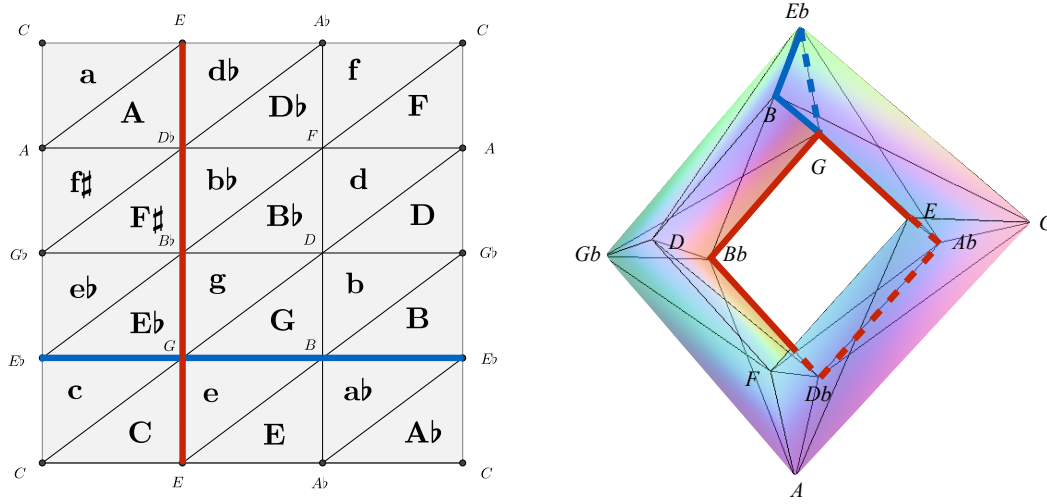 C E A♭ C
a d♭ f
A D♭ F
A D♭ F A
f♯ b♭ d
F♯ B♭ D
G♭ B♭ D G♭
e♭ g b
E♭ G B
E♭ G B E♭
c e a♭
C E A♭
C E A♭ C
Eb
B
G
E
C
Gb D Bb Ab
F
Db
A